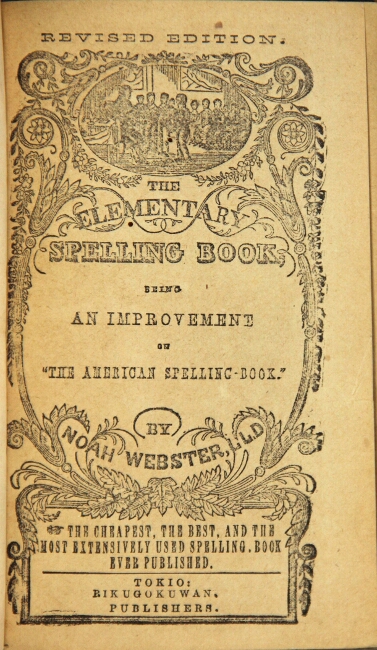 REVISED EDITION.
THE
ELEMENTARY
SPELLING BOOK;
BEING
AN IMPROVEMENT
ON
"THE AMERICAN SPELLING-BOOK."
BY
NOAH WEBSTER, LL.D
THE CHEAPEST, THE BEST, AND THE
MOST EXTENSIVELY USED SPELLING. BOOK
EVER PUBLISHED.
TOKIO:
RIKUGOKUWAN,
PUBLISHERS.